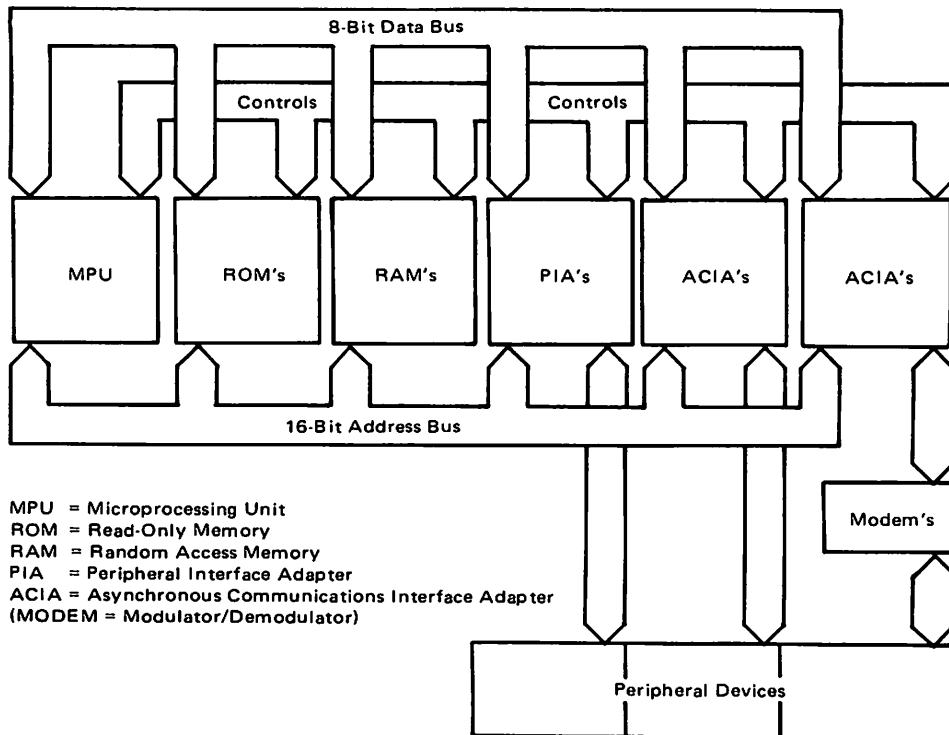 8-Bit Data Bus
Controls
Controls
MPU
ROM's
RAM's
PIA's
ACIA's
ACIA's
16-Bit Address Bus
MPU = Microprocessing Unit
ROM = Read-Only Memory
RAM = Random Access Memory
PIA = Peripheral Interface Adapter
ACIA = Asynchronous Communications Interface Adapter
(MODEM = Modulator/Demodulator)
Modem's
Peripheral Devices